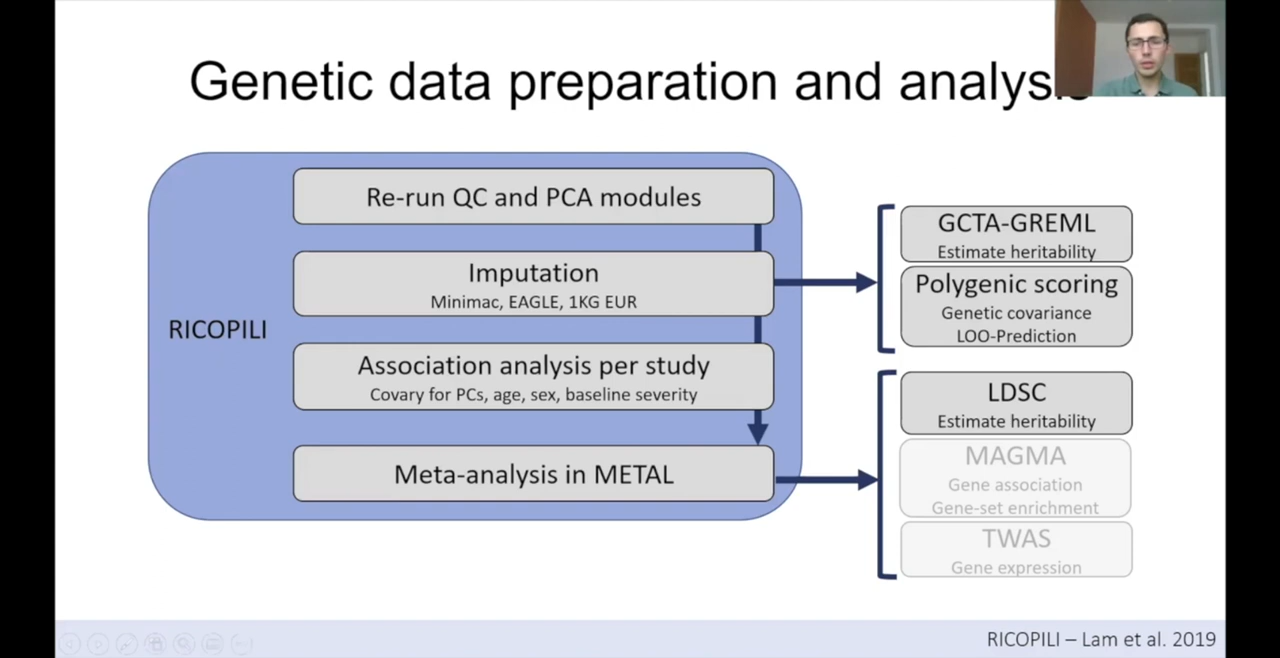 Genetic data preparation and analysis
RICOPILI
Re-run QC and PCA modules
Imputation
Minimac, EAGLE, 1KG EUR
Association analysis per study
Covary for PCs, age, sex, baseline severity
Meta-analysis in METAL
GCTA-GREML
Estimate heritability
Polygenic scoring
Genetic covariance
LOO-Prediction
LDSC
Estimate heritability
MAGMA
Gene association
Gene-set enrichment
TWAS
Gene expression
RICOPILI – Lam et al. 2019